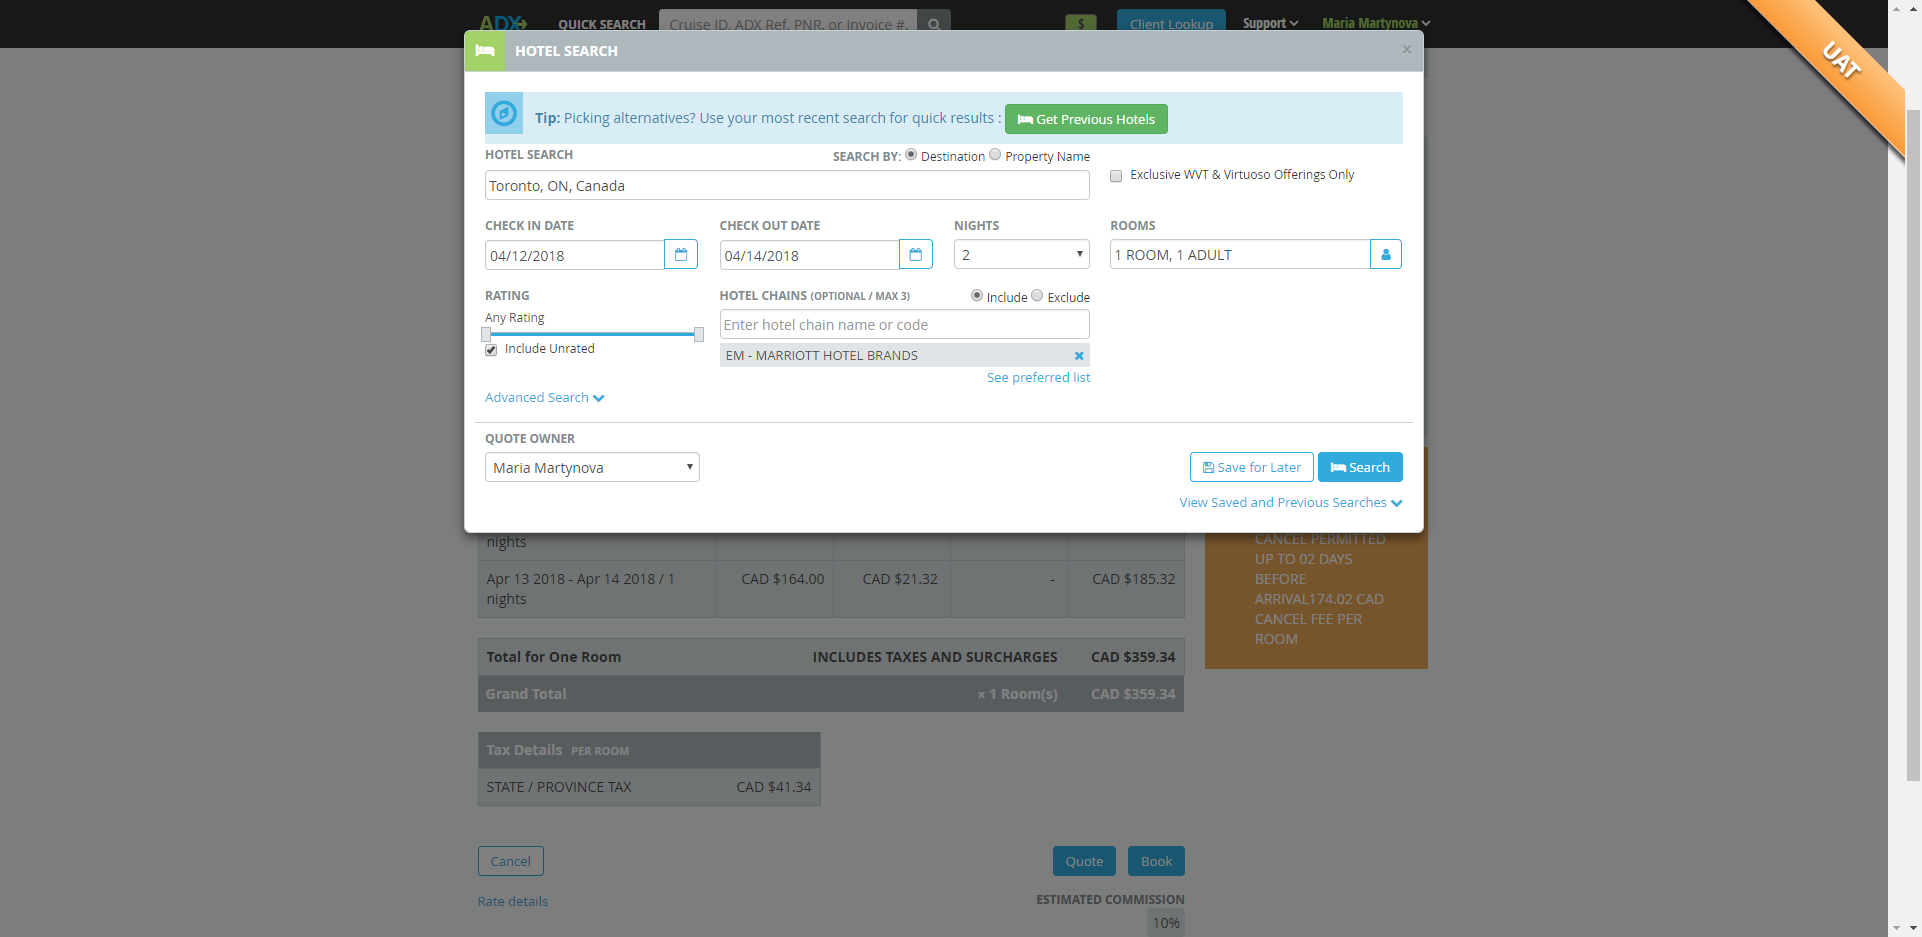 ADX QUICK SEARCH Cruise ID, ADX Ref, PNR, or Invoice #, $ Client Lookup Support Maria Martynova
UAT
HOTEL SEARCH ×
Tip: Picking alternatives? Use your most recent search for quick results : Get Previous Hotels
HOTEL SEARCH SEARCH BY: Destination Property Name
Exclusive WVT & Virtuoso Offerings Only
Toronto, ON, Canada
CHECK IN DATE CHECK OUT DATE NIGHTS ROOMS
04/12/2018 04/14/2018 2 1 ROOM, 1 ADULT
RATING HOTEL CHAINS (OPTIONAL / MAX 3) Include Exclude
Any Rating
Enter hotel chain name or code
Include Unrated
EM - MARRIOTT HOTEL BRANDS
See preferred list
Advanced Search
QUOTE OWNER
Maria Martynova
Save for Later Search
View Saved and Previous Searches
nights
Apr 13 2018 - Apr 14 2018 / 1 nights CAD $164.00 CAD $21.32 - CAD $185.32
CANCEL PERMITTED
UP TO 02 DAYS
BEFORE
ARRIVAL174.02 CAD
CANCEL FEE PER
ROOM
Total for One Room INCLUDES TAXES AND SURCHARGES CAD $359.34
Grand Total × 1 Room(s) CAD $359.34
Tax Details PER ROOM
STATE / PROVINCE TAX CAD $41.34
Cancel Quote Book
Rate details ESTIMATED COMMISSION
10%